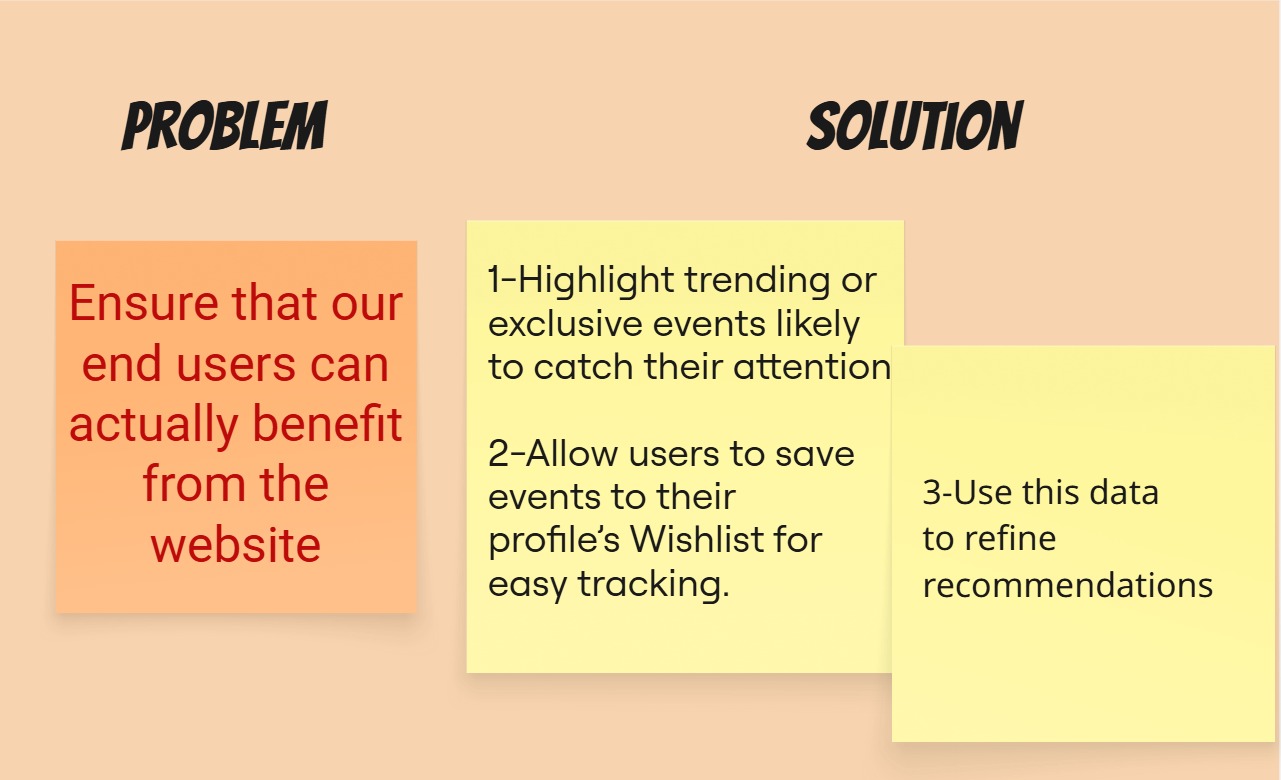 PROBLEM
SOLUTION
Ensure that our
end users can
actually benefit
from the
website
1-Highlight trending or
exclusive events likely
to catch their attention
2-Allow users to save
events to their
profile’s Wishlist for
easy tracking.
3-Use this data
to refine
recommendations